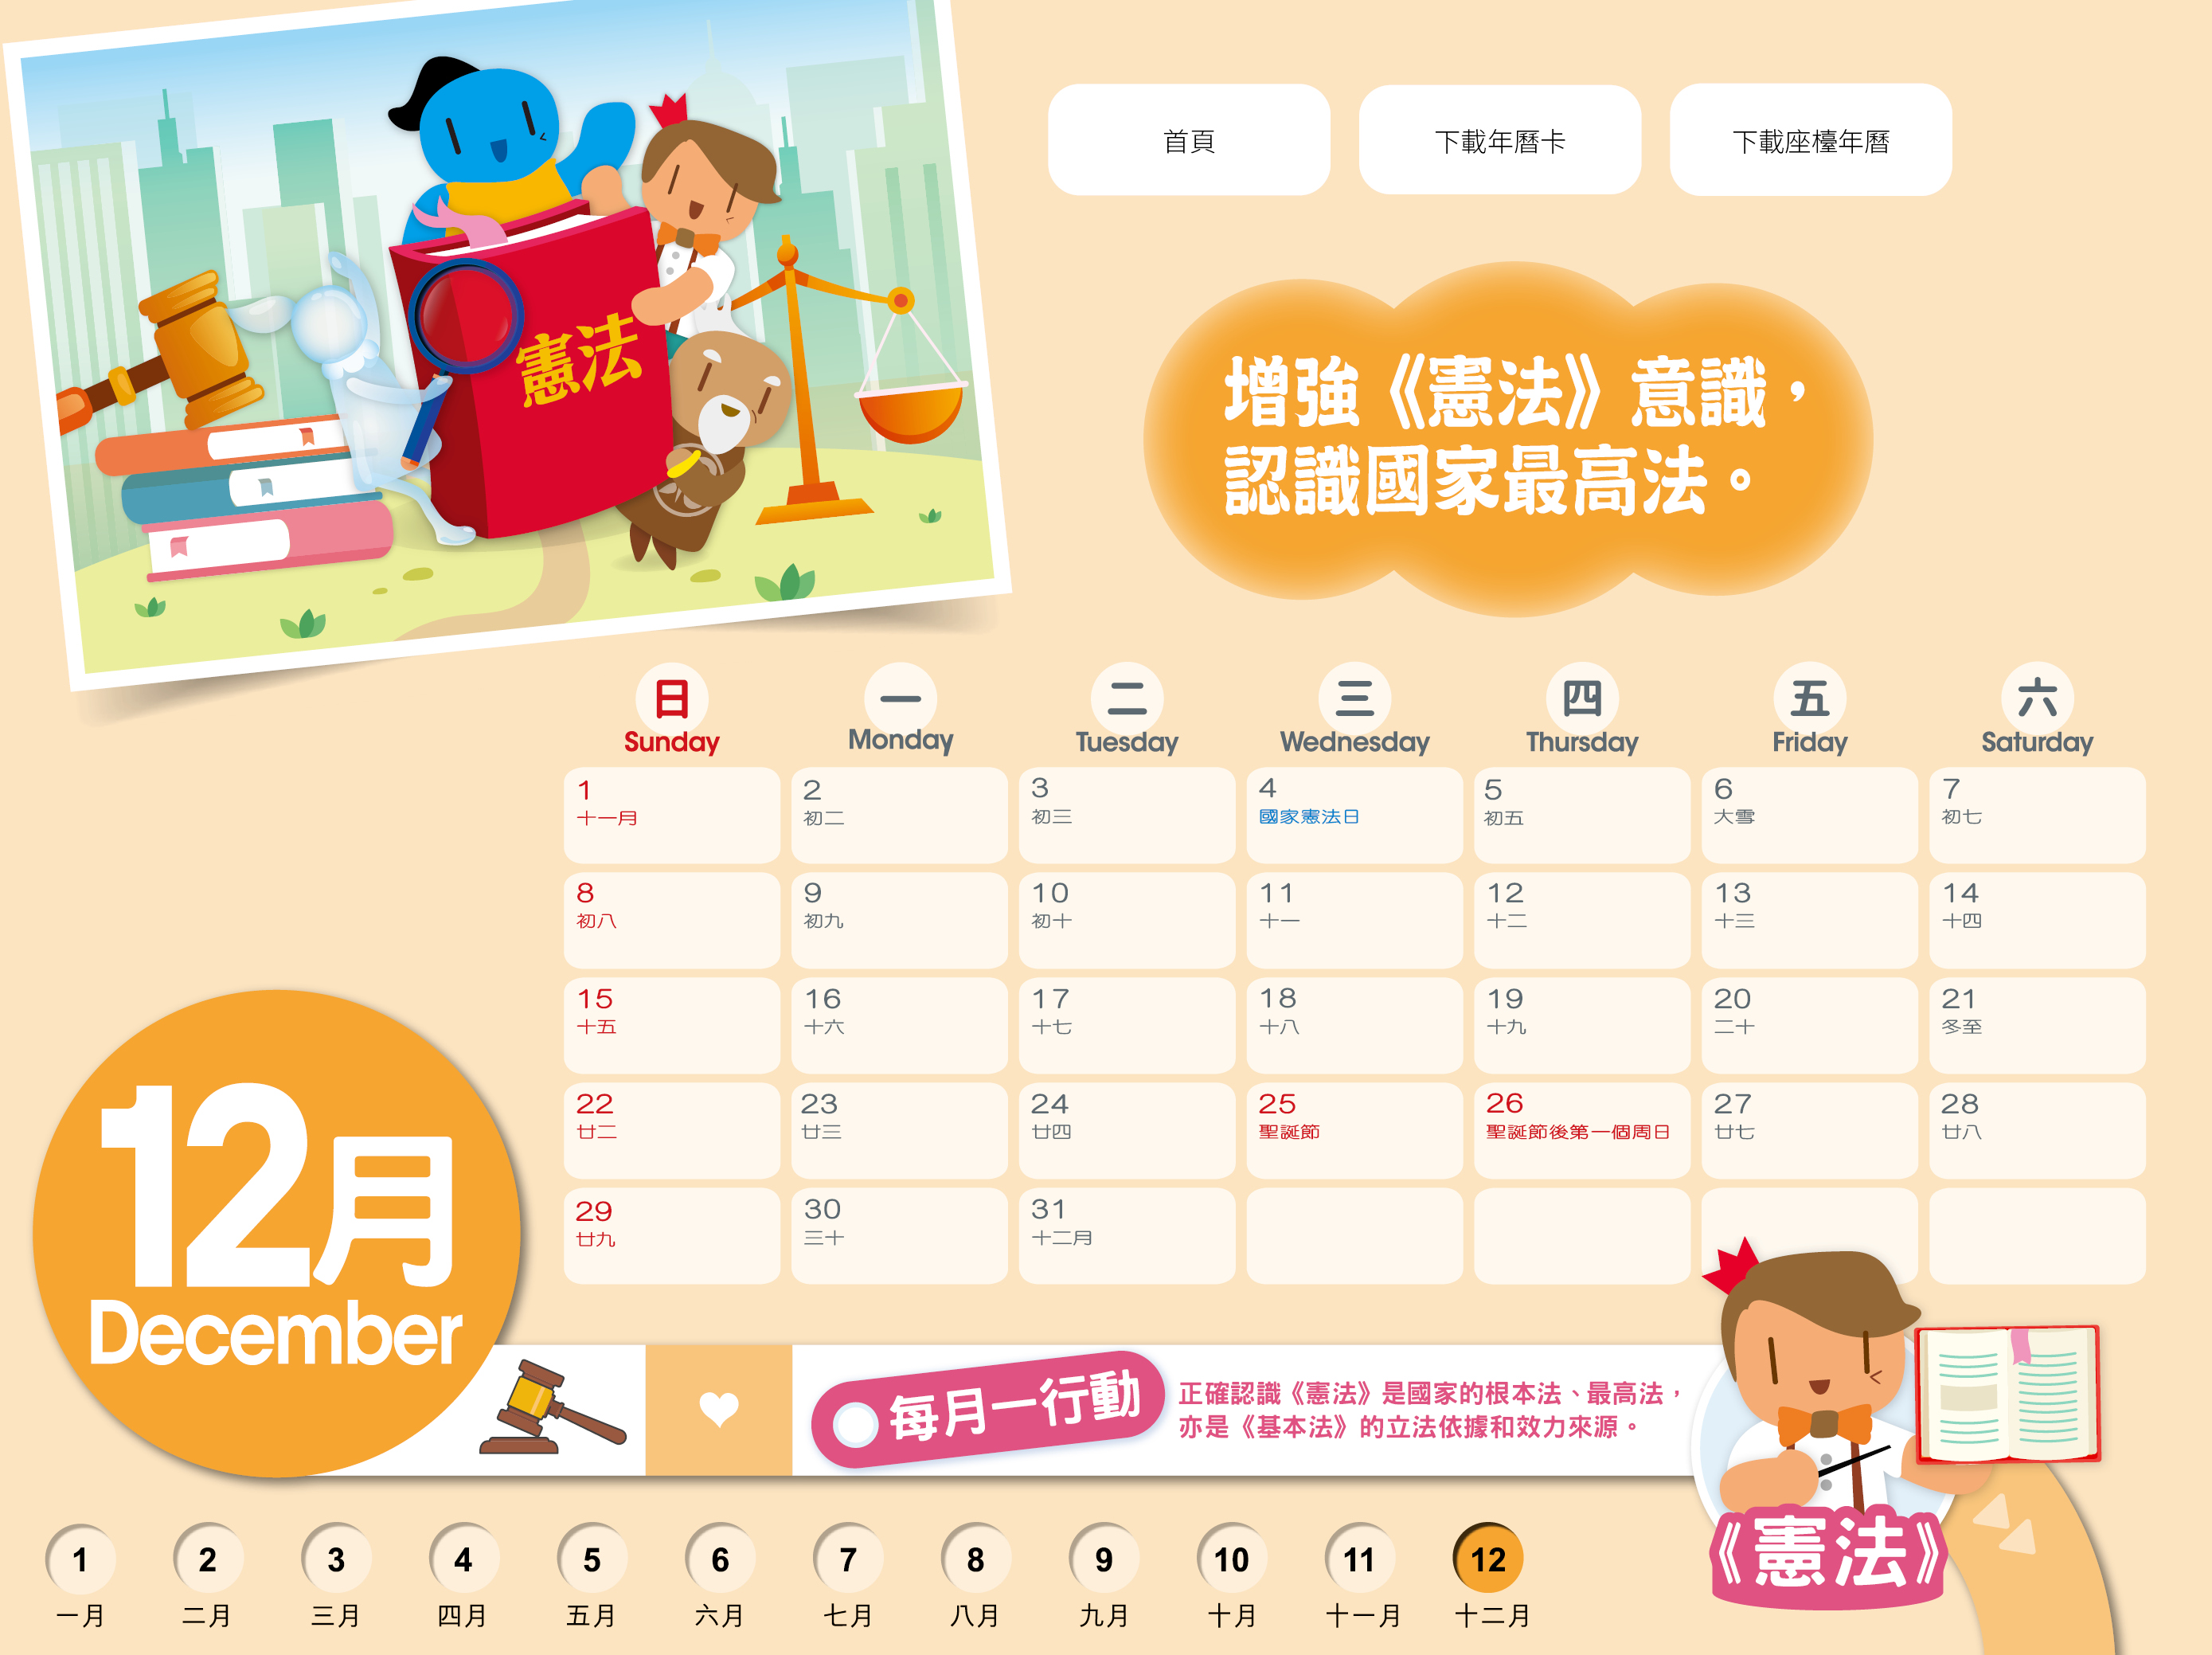 首頁
下載年曆卡
下載座檯年曆
憲法
增強《憲法》意識，
認識國家最高法。
日 一 二 三 四 五 六
Sunday Monday Tuesday Wednesday Thursday Friday Saturday
1 2 3 4 5 6 7
十一月 初二 初三 國家憲法日 初五 大雪 初七
8 9 10 11 12 13 14
初八 初九 初十 十一 十二 十三 十四
15 16 17 18 19 20 21
十五 十六 十七 十八 十九 二十 冬至
22 23 24 25 26 27 28
廿二 廿三 廿四 聖誕節 聖誕節後第一個周日 廿七 廿八
29 30 31
廿九 三十 十二月
12月
December
每月一行動
正確認識《憲法》是國家的根本法、最高法，
亦是《基本法》的立法依據和效力來源。
《憲法》
1 2 3 4 5 6 7 8 9 10 11 12
一月 二月 三月 四月 五月 六月 七月 八月 九月 十月 十一月 十二月